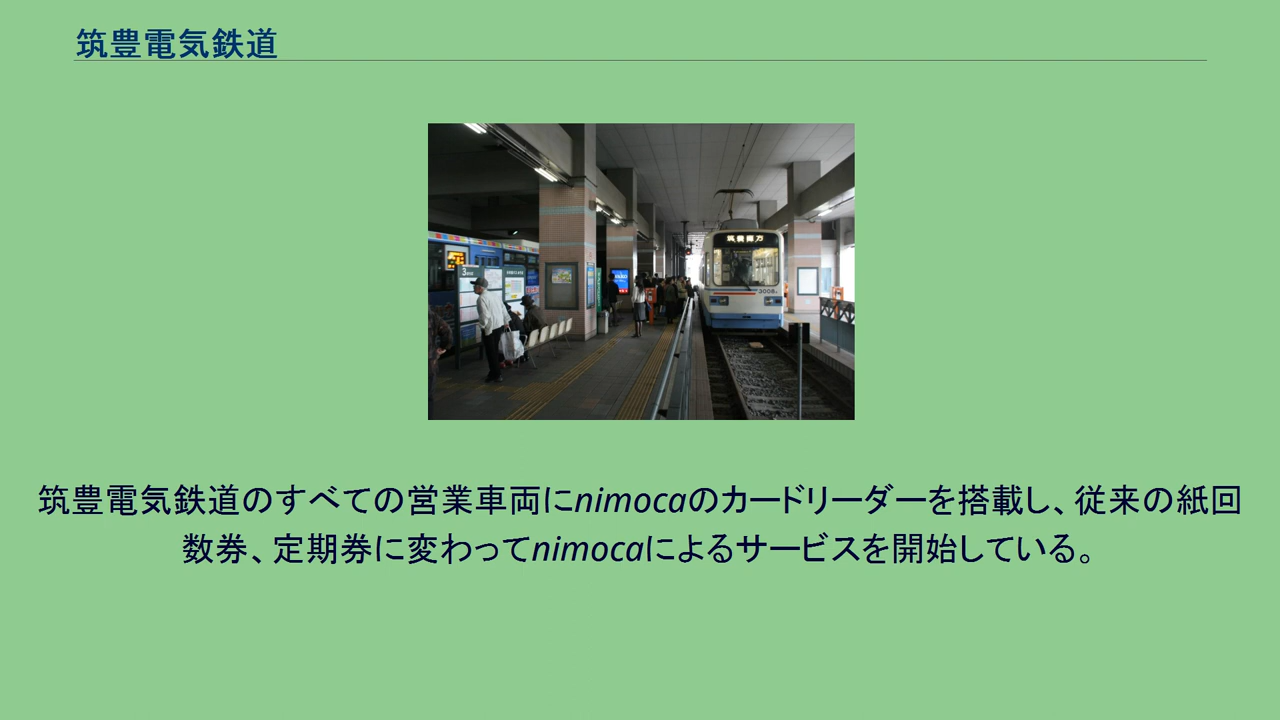 筑豊電気鉄道
筑豊電気鉄道のすべての営業車両にnimocaのカードリーダーを搭載し、従来の紙回
数券、定期券に変わってnimocaによるサービスを開始している。